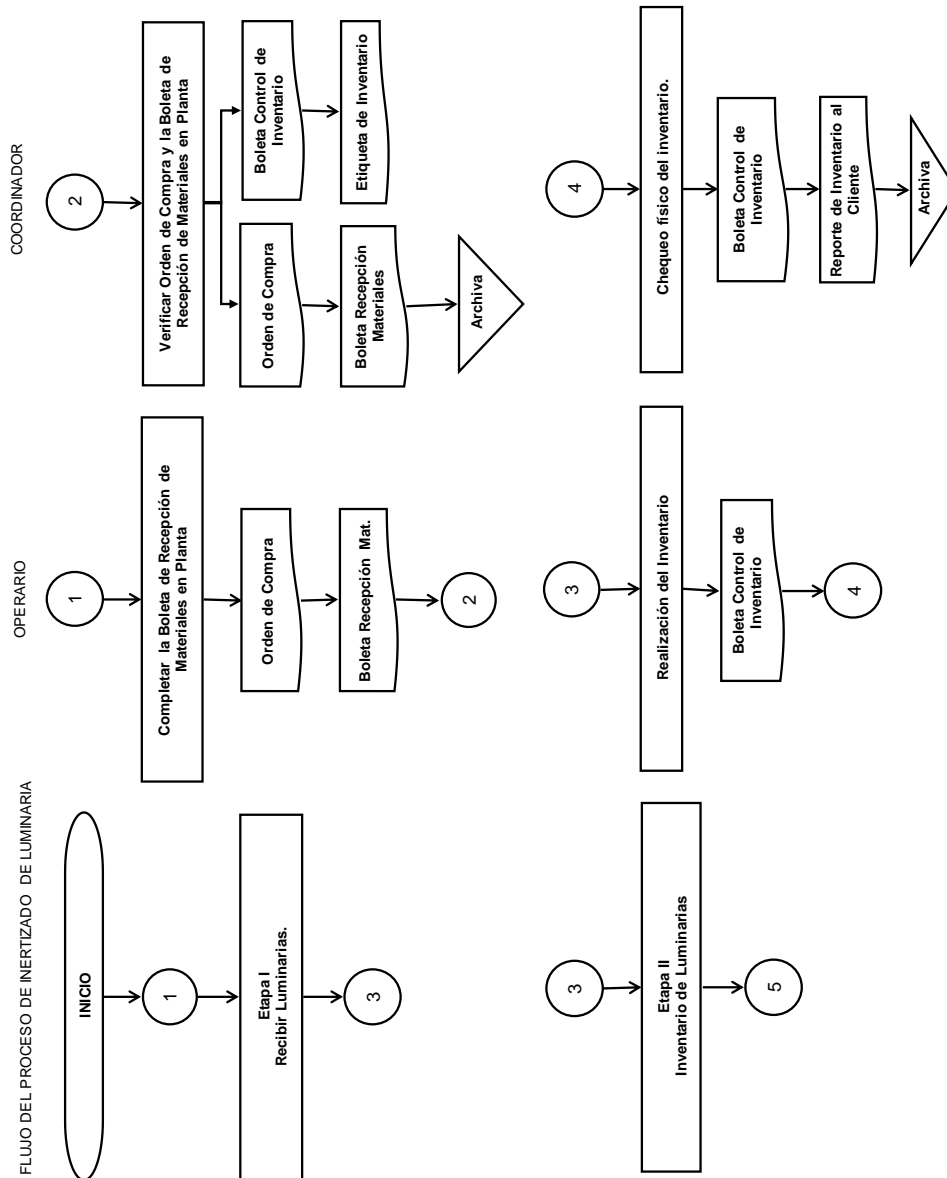 FLUJO DEL PROCESO DE INERTIZADO DE LUMINARIA
OPERARIO
COORDINADOR
INICIO
1
Etapa I
Recibir Luminarias.
3
1
Completar la Boleta de Recepción de
Materiales en Planta
Orden de Compra
Boleta Recepción Mat.
2
2
Verificar Orden de Compra y la Boleta de
Recepción de Materiales en Planta
Orden de Compra
Boleta Recepción
Materiales
Archiva
Boleta Control de
Inventario
Etiqueta de Inventario
3
Etapa II
Inventario de Luminarias
5
3
Realización del Inventario
Boleta Control de
Inventario
4
4
Chequeo físico del inventario.
Boleta Control de
Inventario
Reporte de Inventario al
Cliente
Archiva